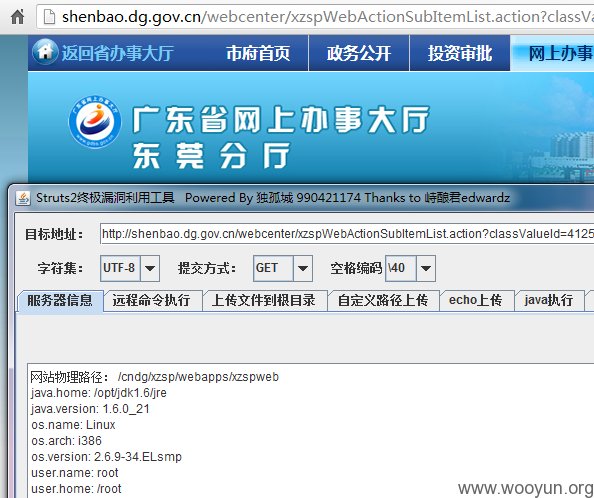 shenbao.dg.gov.cn/webcenter/xzspWebActionSubItemList.action?classVa
返回省办事大厅 市府首页 政务公开 投资审批 网上办事
广东省网上办事大厅
东莞分厅
Struts2终极漏洞利用工具 Powered By 独孤城 990421174 Thanks to 峙酿君edwardz
目标地址: http://shenbao.dg.gov.cn/webcenter/xzspWebActionSubItemList.action?classValueId=4125
字符集: UTF-8 提交方式: GET 空格编码 \40
服务器信息 远程命令执行 上传文件到根目录 自定义路径上传 echo上传 java执行
网站物理路径: /cndg/xzsp/webapps/xzspweb
java.home: /opt/jdk1.6/jre
java.version: 1.6.0_21
os.name: Linux
os.arch: i386
os.version: 2.6.9-34.ELsmp
user.name: root
user.home: /root
www.wooyun.org